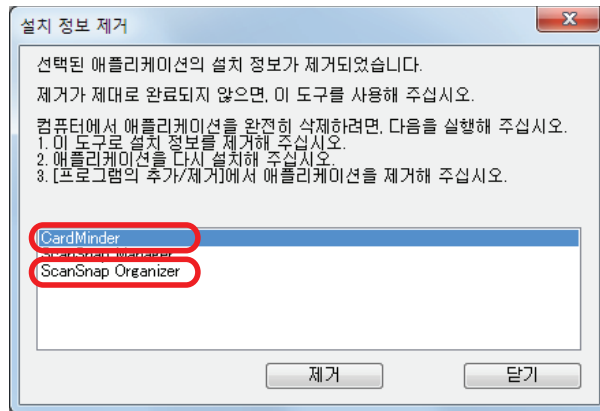 설치 정보 제거
선택된 애플리케이션의 설치 정보가 제거되었습니다.
제거가 제대로 완료되지 않으면, 이 도구를 사용해 주십시오.
컴퓨터에서 애플리케이션을 완전히 삭제하려면, 다음을 실행해 주십시오.
1. 이 도구로 설치 정보를 제거해 주십시오.
2. 애플리케이션을 다시 설치해 주십시오.
3. [프로그램의 추가/제거]에서 애플리케이션을 제거해 주십시오.
CardMinder
ScanSnap Manager
ScanSnap Organizer
제거
닫기